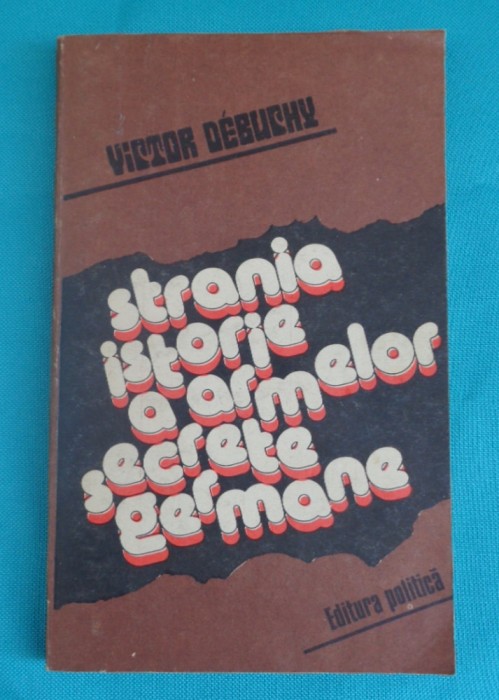 VICTOR DÉBUCHY
strania
istorie
a armelor
secrete
germane
Editura politică